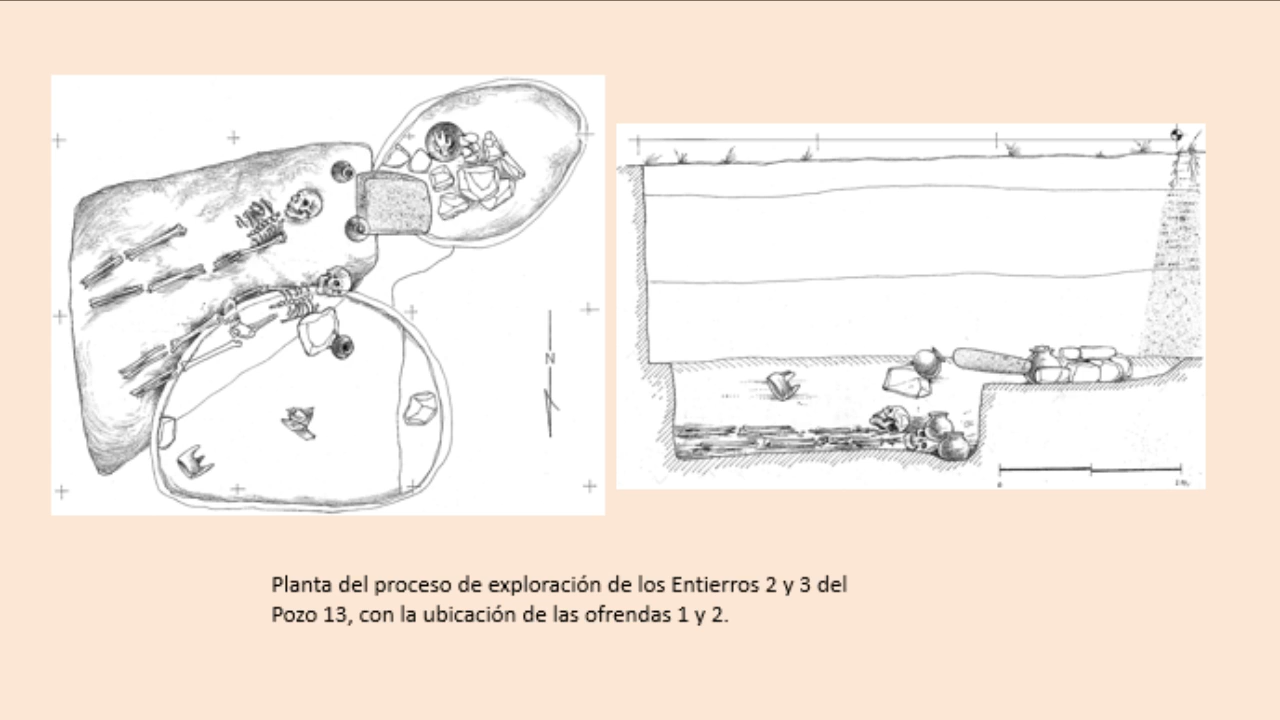 N
0
Planta del proceso de exploración de los Entierros 2 y 3 del
Pozo 13, con la ubicación de las ofrendas 1 y 2.